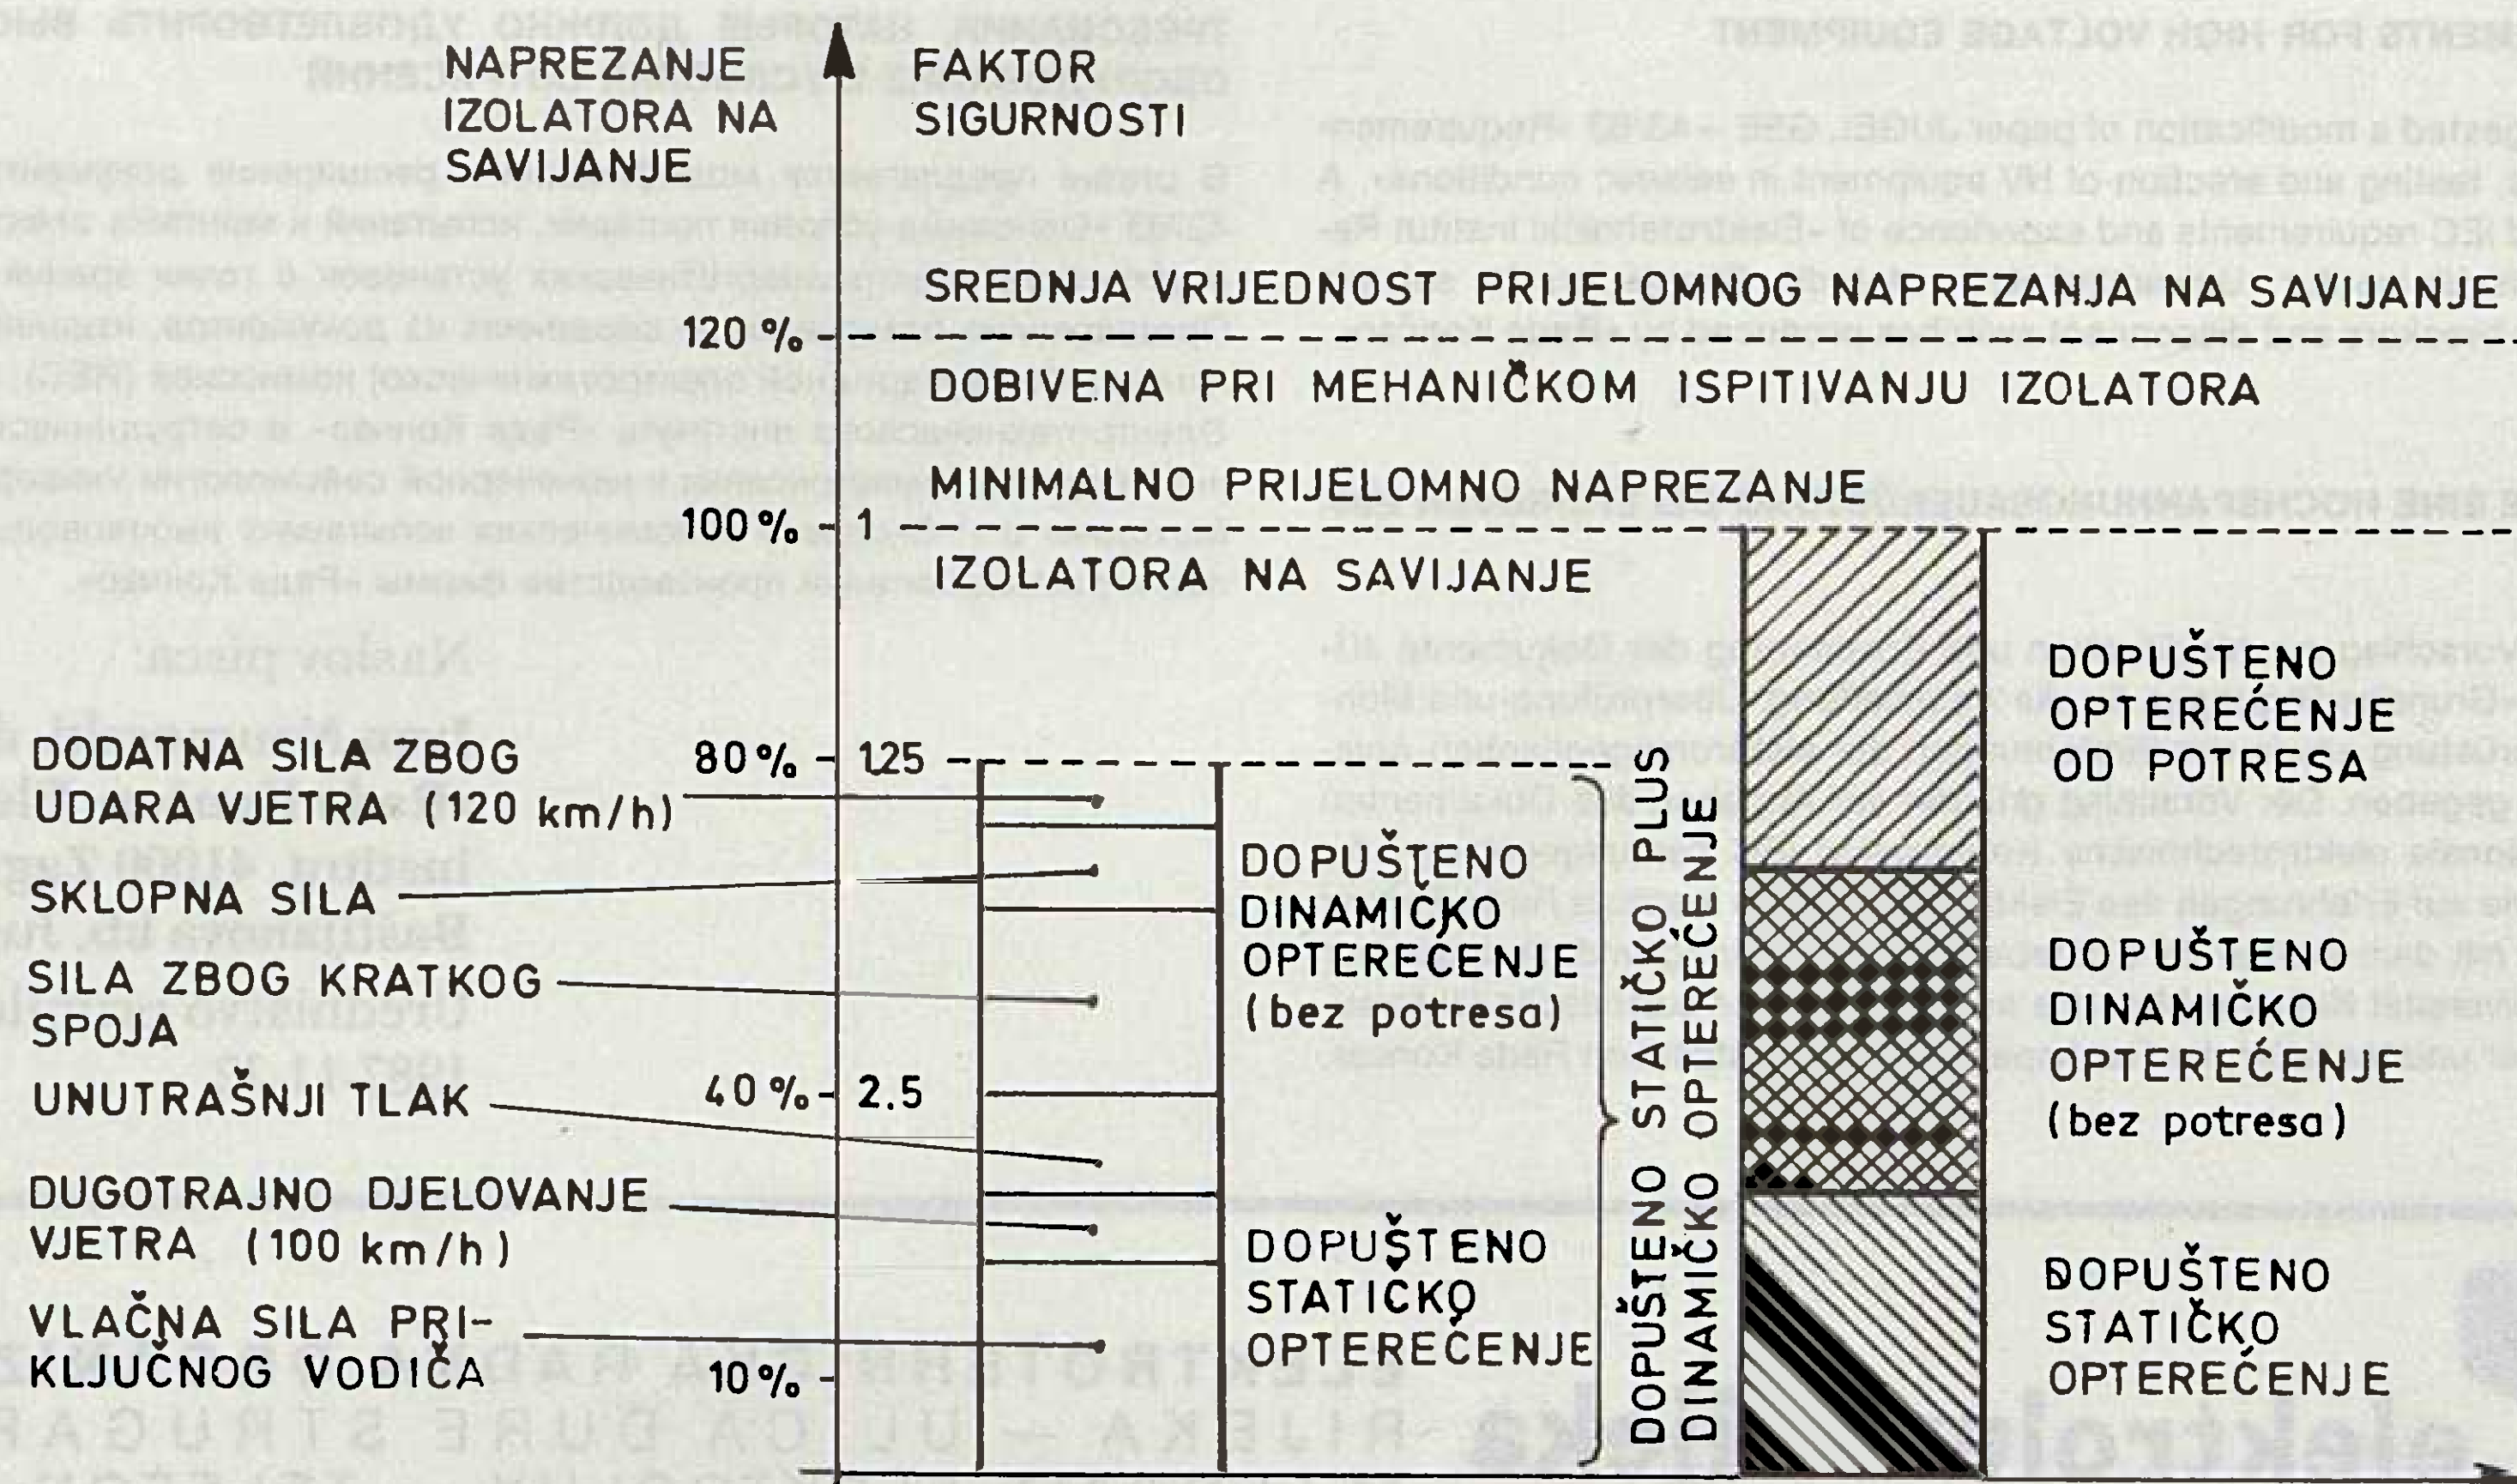 NAPREZANJE
IZOLATORA NA
SAVIJANJE
FAKTOR
SIGURNOSTI
SREDNJA VRIJEDNOST PRIJELOMNOG NAPREZANJA NA SAVIJANJE
120 %
DOBIVENA PRI MEHANIČKOM ISPITIVANJU IZOLATORA
MINIMALNO PRIJELOMNO NAPREZANJE
100 % 1
IZOLATORA NA SAVIJANJE
DODATNA SILA ZBOG
UDARA VJETRA (120 km/h)
80 % 1.25
SKLOPNA SILA
SILA ZBOG KRATKOG
SPOJA
UNUTRAŠNJI TLAK
40 % 2.5
DUGOTRAJNO DJELOVANJE
VJETRA (100 km/h)
VLAČNA SILA PRI-
KLJUČNOG VODIČA
10 %
DOPUŠTENO
DINAMIČKO
OPTEREĆENJE
(bez potresa)
DOPUŠTENO
STATIČKO
OPTEREĆENJE
DOPUŠTENO STATIČKO PLUS
DINAMIČKO OPTEREĆENJE
DOPUŠTENO
OPTEREĆENJE
OD POTRESA
DOPUŠTENO
DINAMIČKO
OPTEREĆENJE
(bez potresa)
DOPUŠTENO
STATIČKO
OPTEREĆENJE